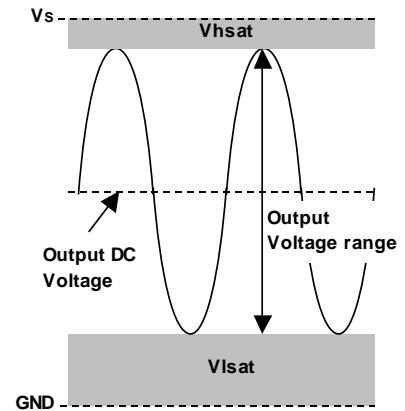 Vs
Vhsat
Output
Voltage range
Output DC
Voltage
Vlsat
GND